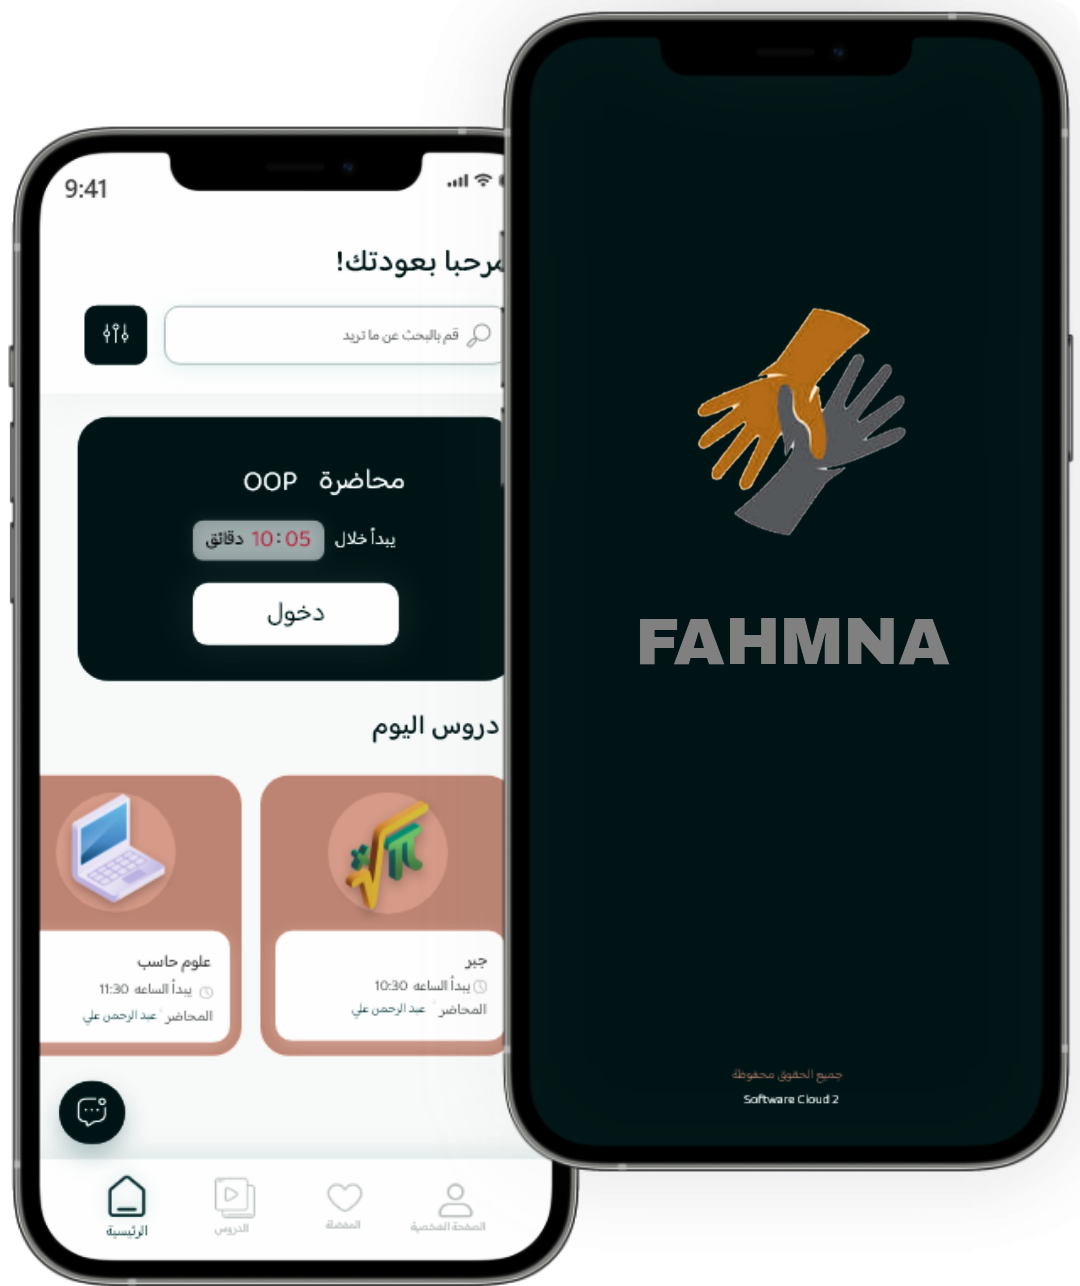 9:41
مرحبا بعودتك!
قم بالبحث عن ما تريد
محاضرة OOP
يبدأ خلال 10:05 دقائق
دخول
دروس اليوم
جبر
يبدأ الساعه 10:30
المحاضر عبد الرحمن علي
علوم حاسب
يبدأ الساعه 11:30
المحاضر عبد الرحمن علي
الصفحة الشخصية
المفضلة
الدروس
الرئيسية
FAHMNA
جميع الحقوق محفوظة
Software Cloud 2